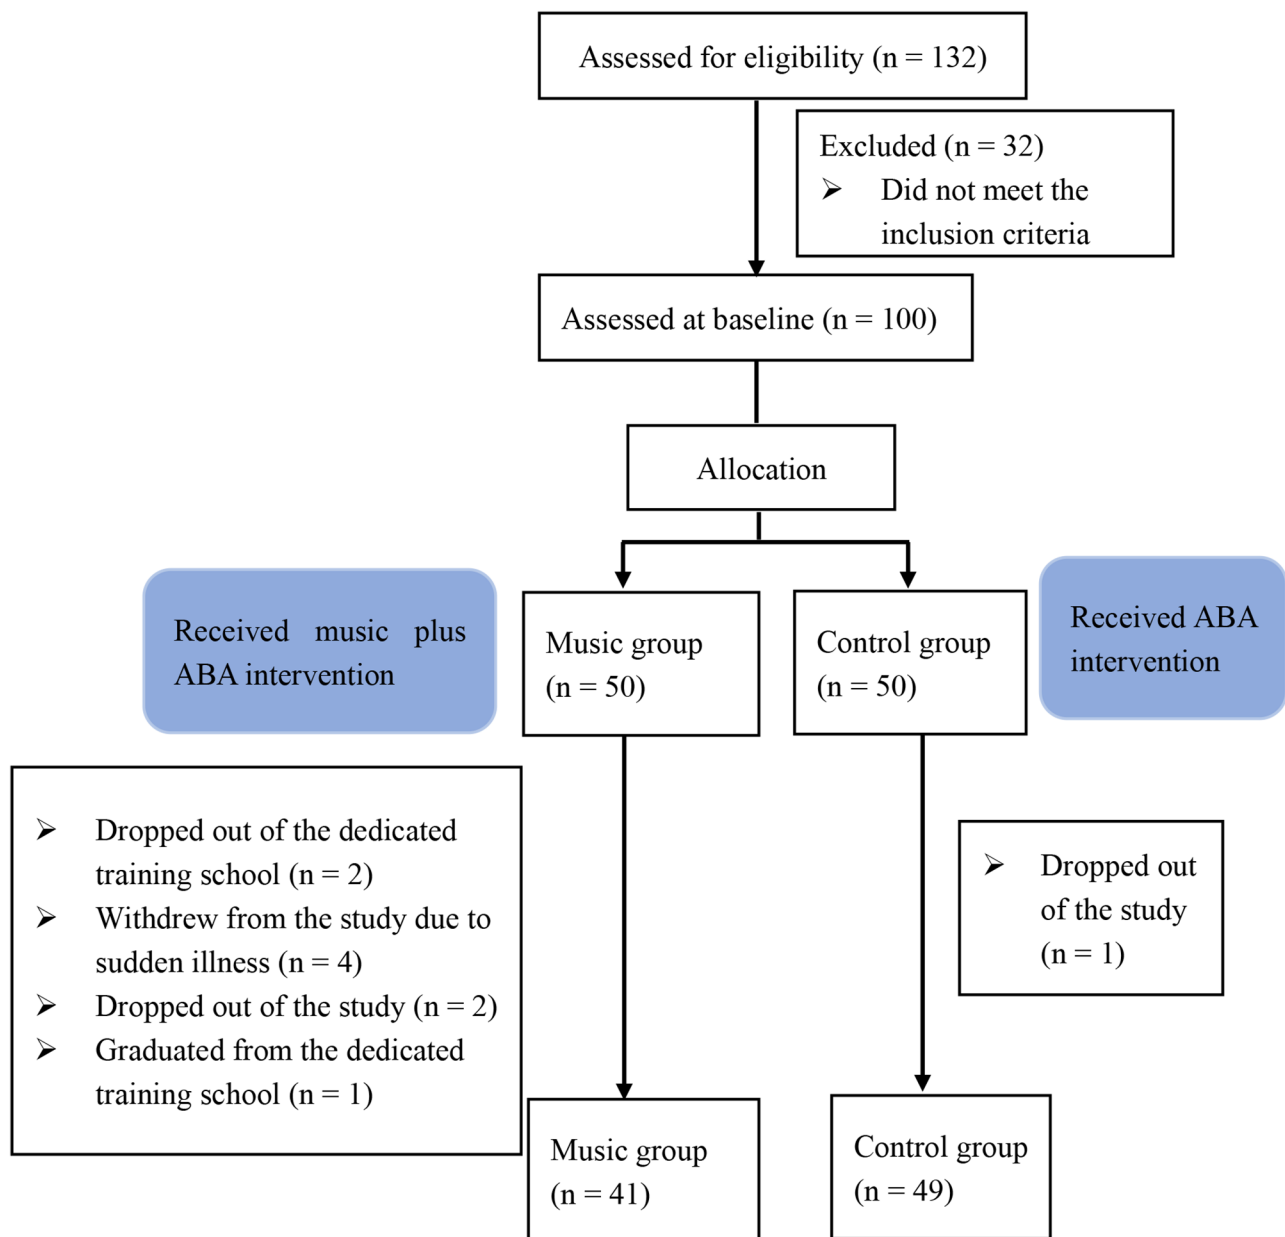 Assessed for eligibility (n = 132)
Excluded (n = 32)
➢ Did not meet the
inclusion criteria
Assessed at baseline (n = 100)
Allocation
Received music plus
ABA intervention
Music group
(n = 50)
Control group
(n = 50)
Received ABA
intervention
➢ Dropped out of the dedicated
training school (n = 2)
➢ Withdrew from the study due to
sudden illness (n = 4)
➢ Dropped out of the study (n = 2)
➢ Graduated from the dedicated
training school (n = 1)
➢ Dropped out
of the study
(n = 1)
Music group
(n = 41)
Control group
(n = 49)